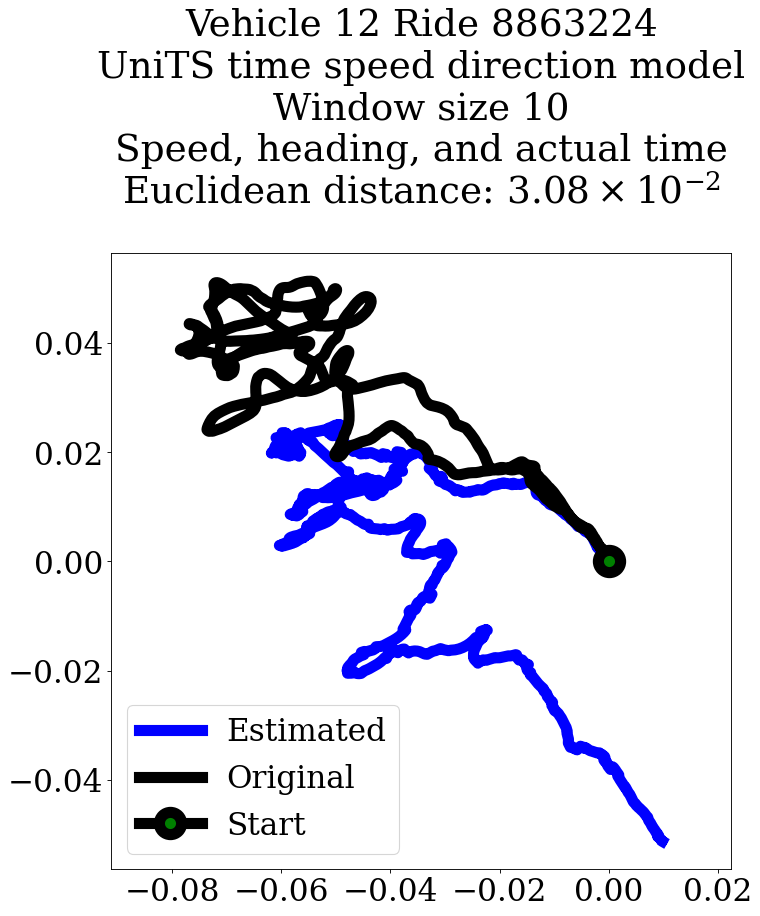 Vehicle 12 Ride 8863224
UniTS time speed direction model
Window size 10
Speed, heading, and actual time
Euclidean distance: 3.08 × 10⁻²
0.04
0.02
0.00
−0.02
−0.04
Estimated
Original
Start
−0.08 −0.06 −0.04 −0.02 0.00 0.02